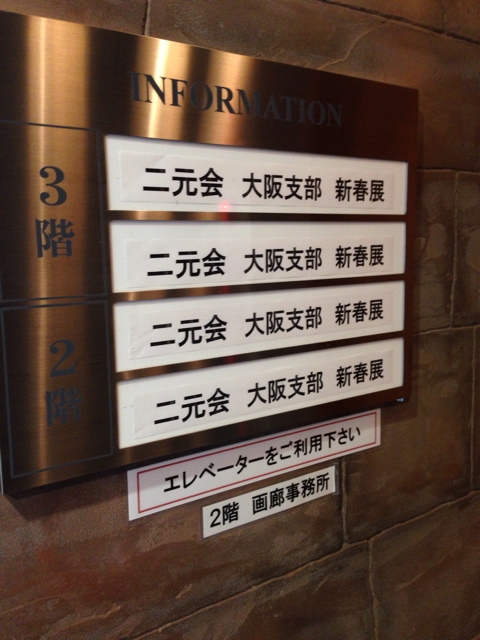 INFORMATION
3階
二元会 大阪支部 新春展
二元会 大阪支部 新春展
2階
二元会 大阪支部 新春展
二元会 大阪支部 新春展
エレベーターをご利用下さい
2階 画廊事務所